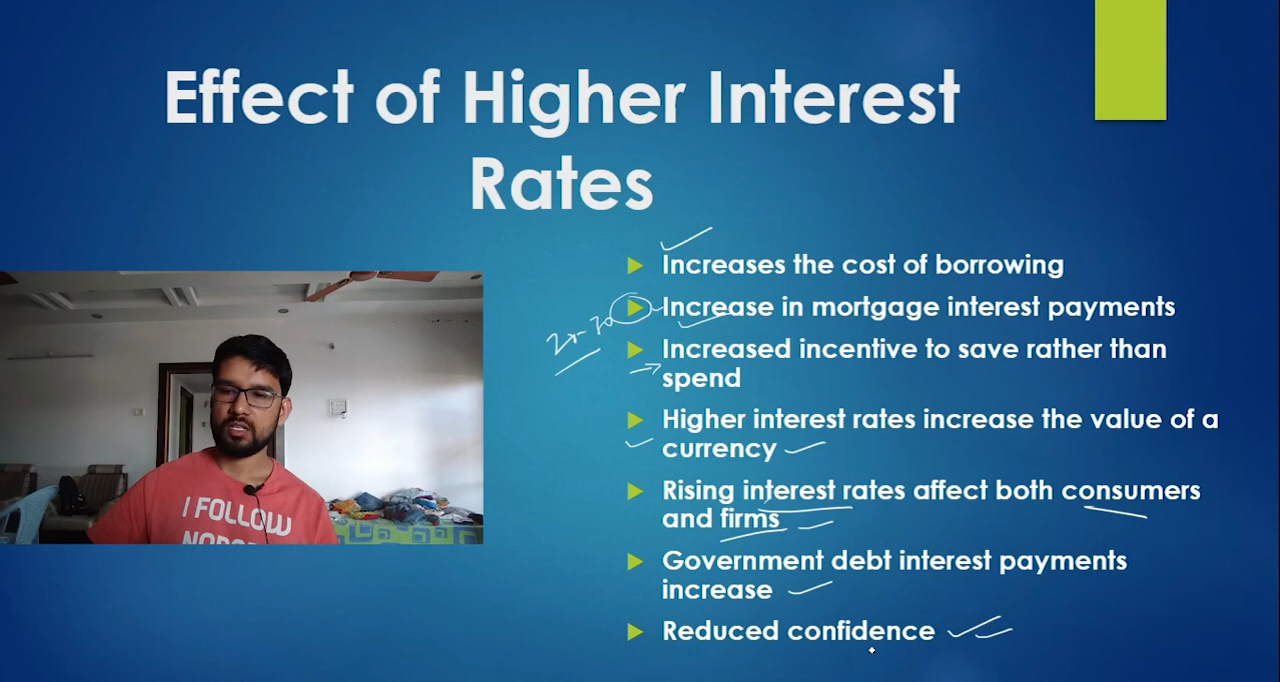 Effect of Higher Interest
Rates
Increases the cost of borrowing
Increase in mortgage interest payments
Increased incentive to save rather than
spend
Higher interest rates increase the value of a
currency
Rising interest rates affect both consumers
and firms
Government debt interest payments
increase
Reduced confidence
I FOLLOW